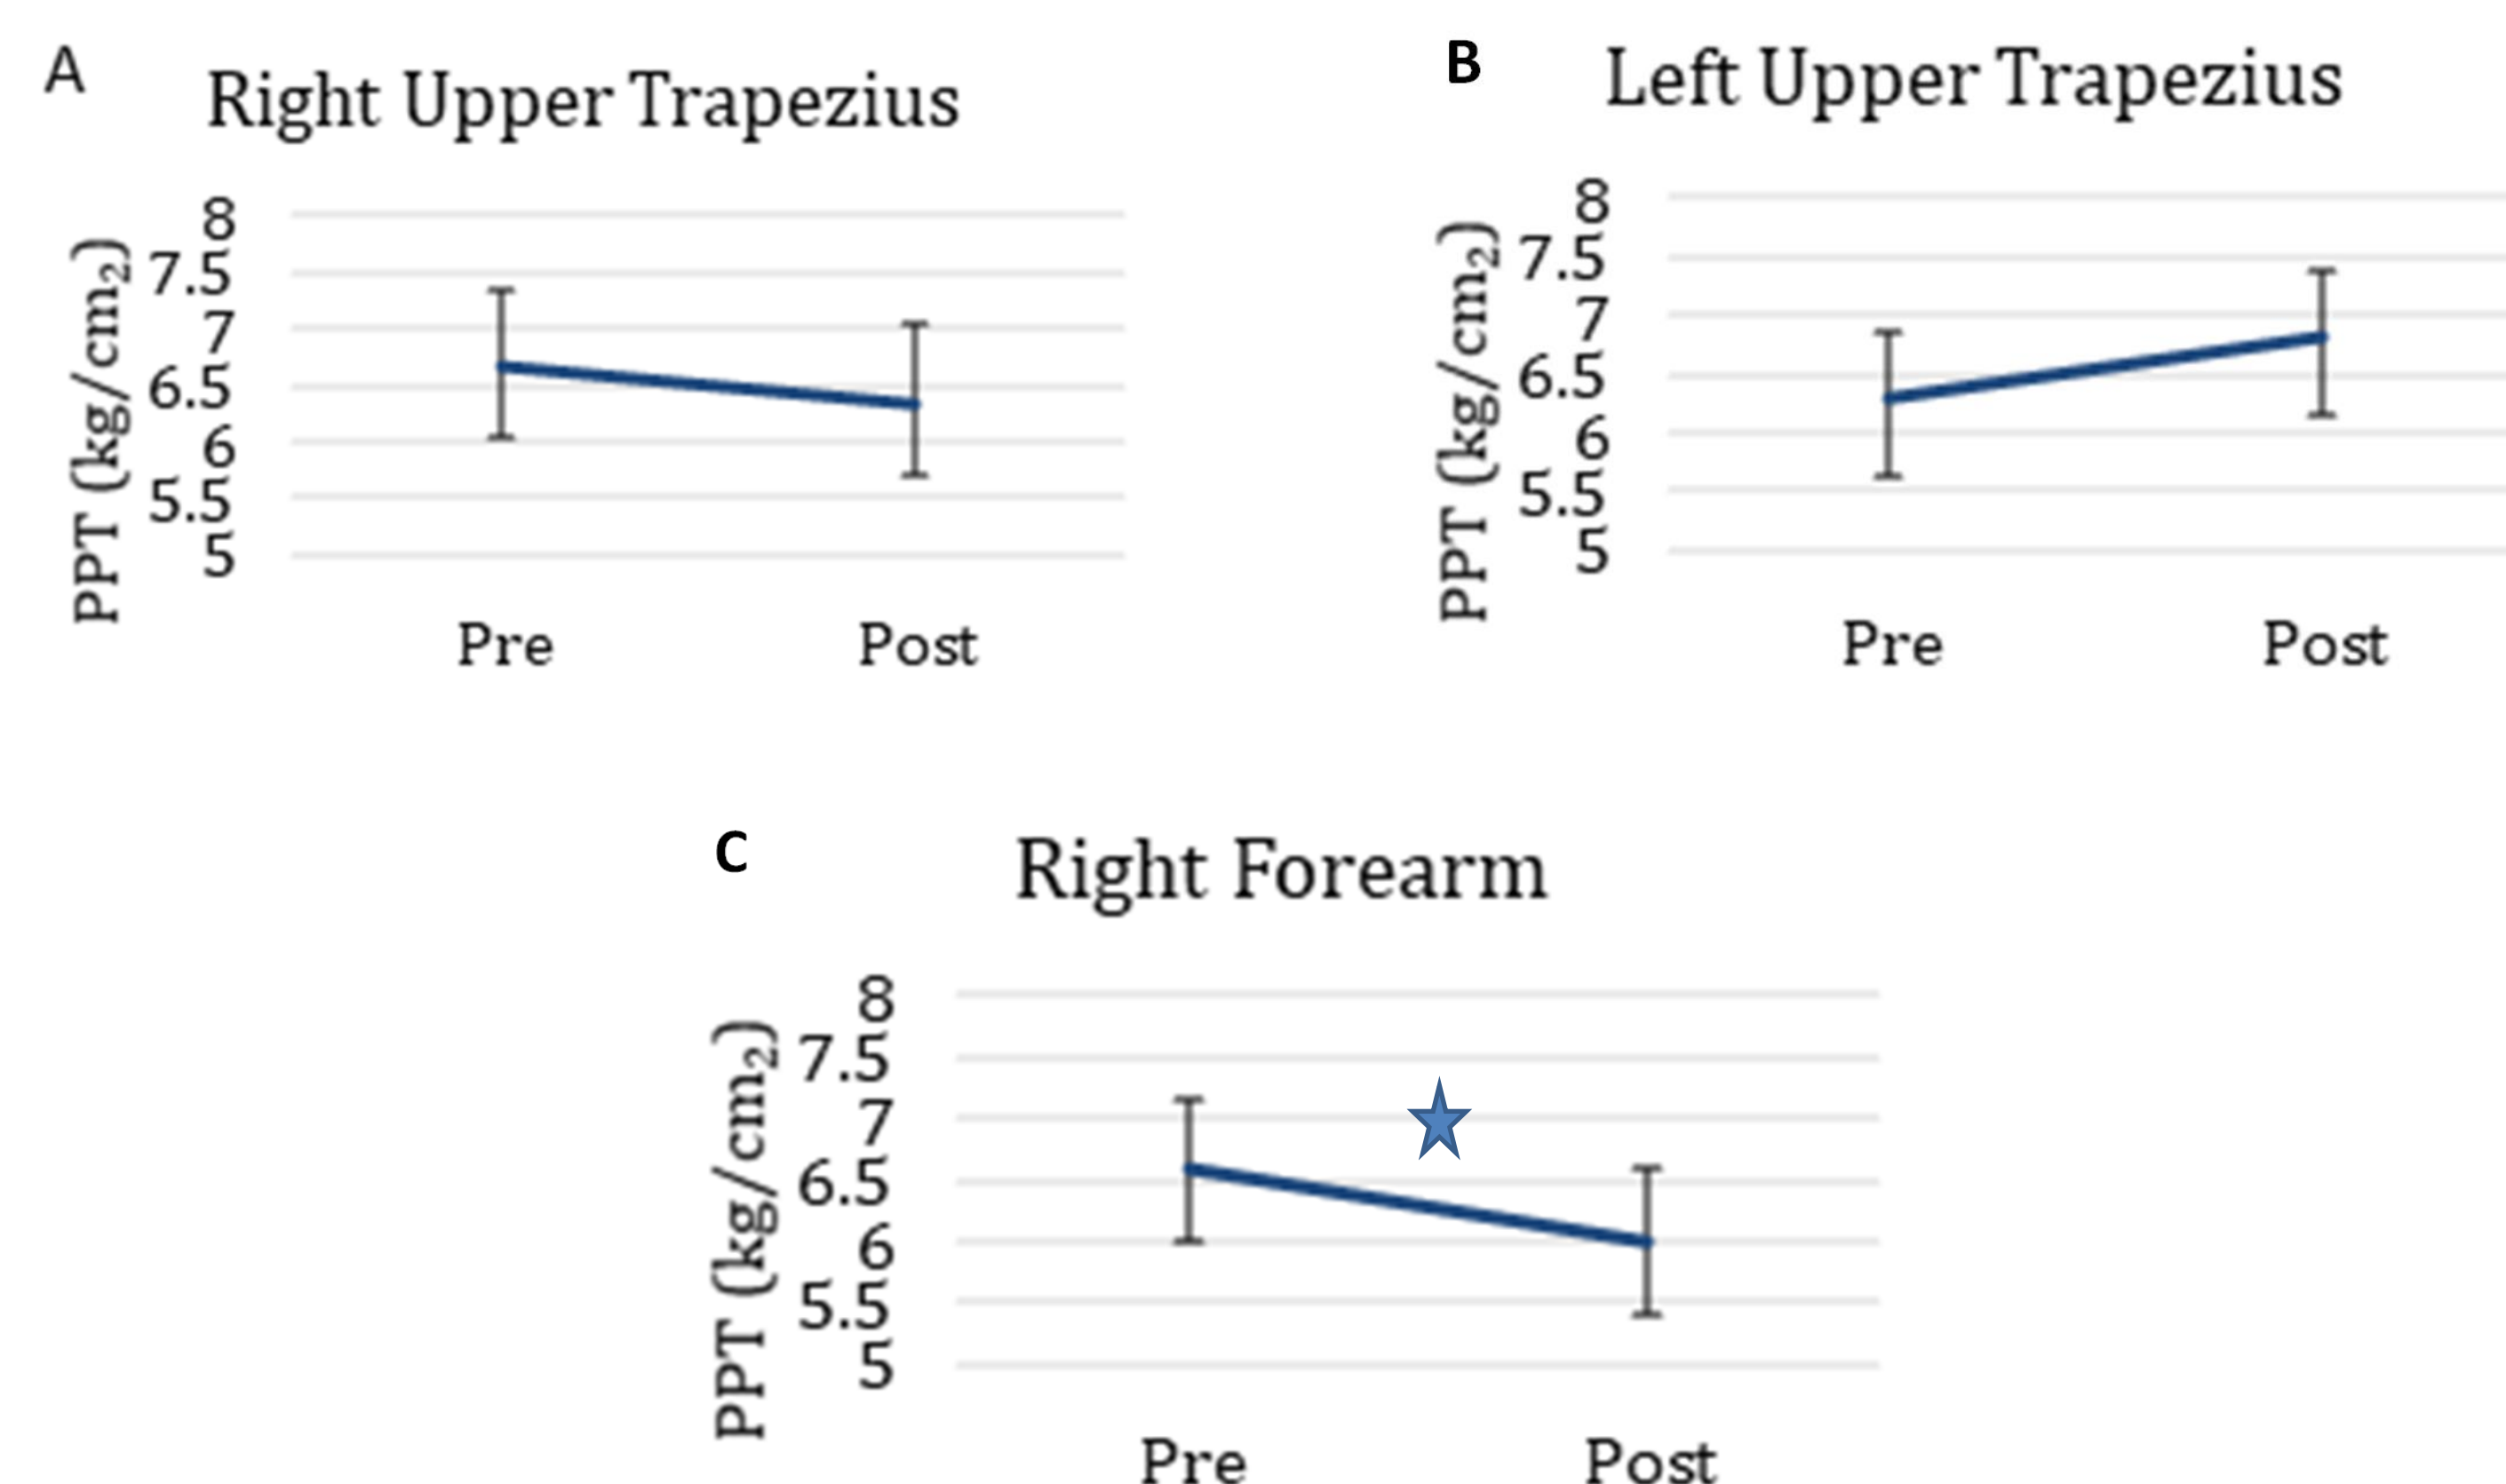 A
Right Upper Trapezius
PPT (kg/cm₂)
8
7.5
7
6.5
6
5.5
5
Pre Post
B
Left Upper Trapezius
PPT (kg/cm₂)
8
7.5
7
6.5
6
5.5
5
Pre Post
C
Right Forearm
PPT (kg/cm₂)
8
7.5
7
6.5
6
5.5
5
Pre Post